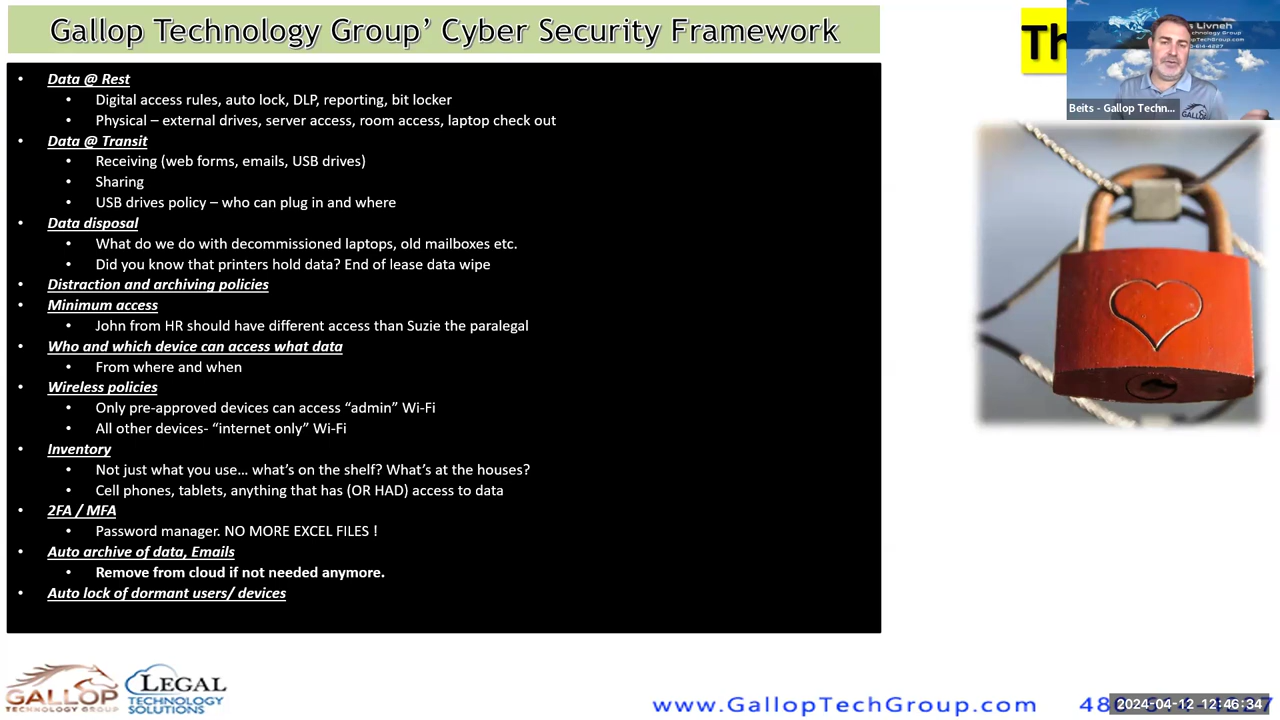 Gallop Technology Group’ Cyber Security Framework
Th
s Livneh
Beits - Gallop Techn...
• Data @ Rest
• Digital access rules, auto lock, DLP, reporting, bit locker
• Physical – external drives, server access, room access, laptop check out
• Data @ Transit
• Receiving (web forms, emails, USB drives)
• Sharing
• USB drives policy – who can plug in and where
• Data disposal
• What do we do with decommissioned laptops, old mailboxes etc.
• Did you know that printers hold data? End of lease data wipe
• Distraction and archiving policies
• Minimum access
• John from HR should have different access than Suzie the paralegal
• Who and which device can access what data
• From where and when
• Wireless policies
• Only pre-approved devices can access “admin” Wi-Fi
• All other devices- “internet only” Wi-Fi
• Inventory
• Not just what you use… what’s on the shelf? What’s at the houses?
• Cell phones, tablets, anything that has (OR HAD) access to data
• 2FA / MFA
• Password manager. NO MORE EXCEL FILES !
• Auto archive of data, Emails
• Remove from cloud if not needed anymore.
• Auto lock of dormant users/ devices
GALLOP
TECHNOLOGY GROUP
LEGAL
TECHNOLOGY
SOLUTIONS
www.GallopTechGroup.com
2024-04-12 12:46:34